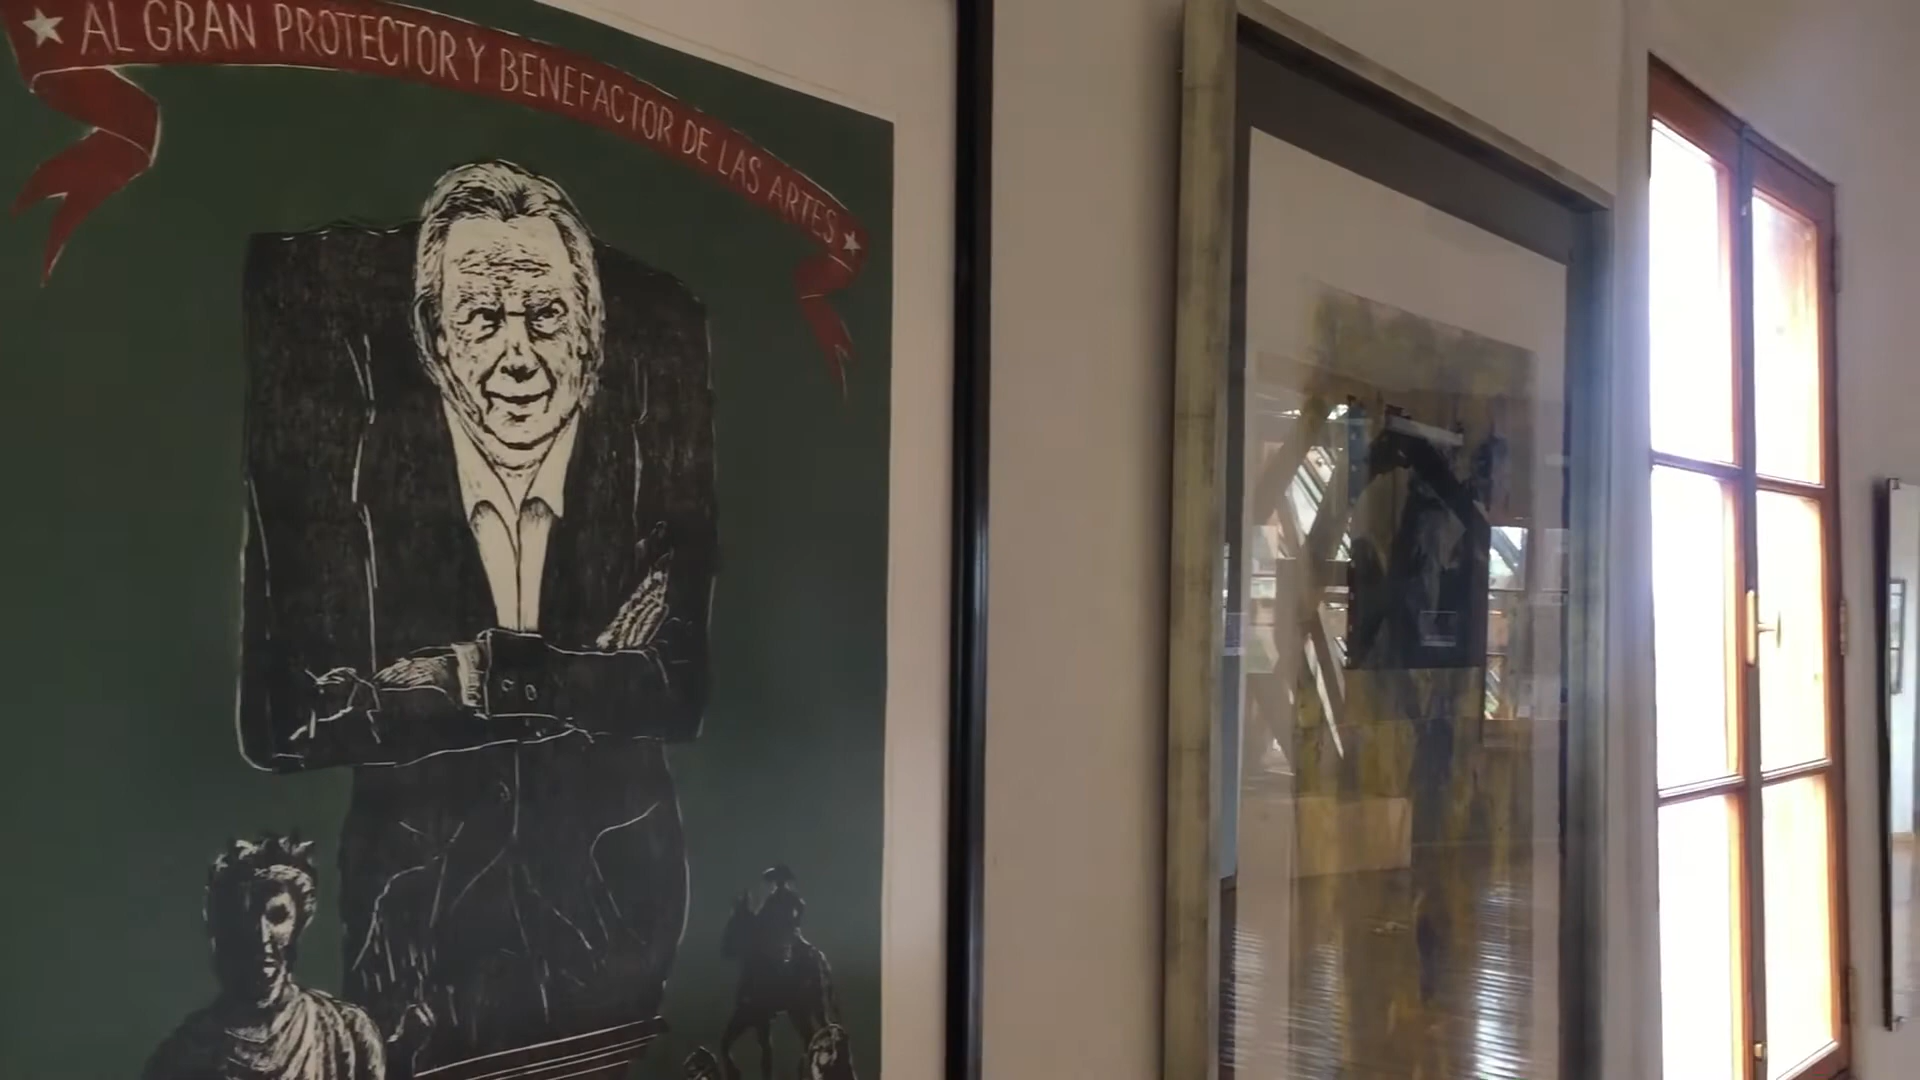 AL GRAN PROTECTOR Y BENEFACTOR DE LAS ARTES